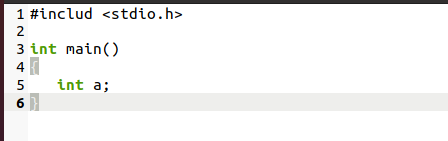 1 #includ <stdio.h>
2
3 int main()
4 {
5    int a;
6 }